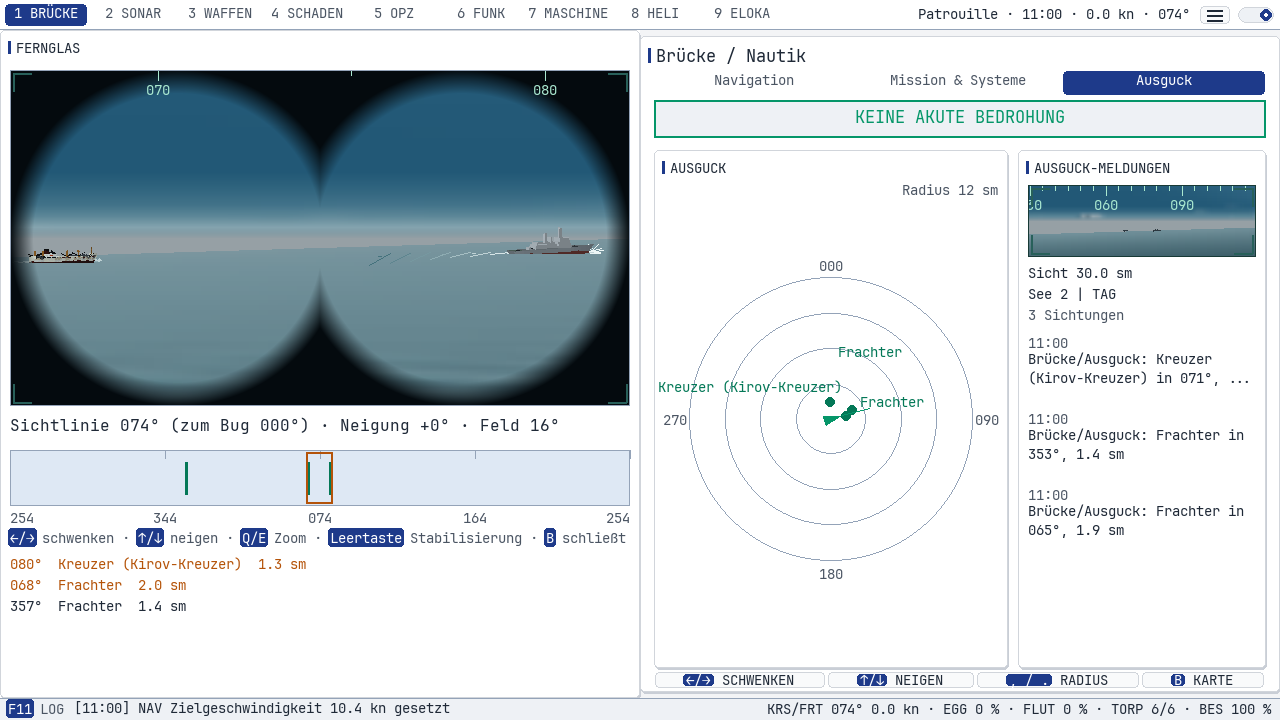 1 BRÜCKE 2 SONAR 3 WAFFEN 4 SCHADEN 5 OPZ 6 FUNK 7 MASCHINE 8 HELI 9 ELOKA
Patrouille · 11:00 · 0.0 kn · 074°
FERNGLAS
070 080
Sichtlinie 074° (zum Bug 000°) · Neigung +0° · Feld 16°
254 344 074 164 254
←/→ schwenken · ↑/↓ neigen · Q/E Zoom · Leertaste Stabilisierung · B schließt
080° Kreuzer (Kirov-Kreuzer) 1.3 sm
068° Frachter 2.0 sm
357° Frachter 1.4 sm
Brücke / Nautik
Navigation Mission & Systeme Ausguck
KEINE AKUTE BEDROHUNG
AUSGUCK
Radius 12 sm
000
Frachter
Kreuzer (Kirov-Kreuzer)
Frachter
270 090
180
AUSGUCK-MELDUNGEN
060 090
Sicht 30.0 sm
See 2 | TAG
3 Sichtungen
11:00
Brücke/Ausguck: Kreuzer
(Kirov-Kreuzer) in 071°, ...
11:00
Brücke/Ausguck: Frachter in
353°, 1.4 sm
11:00
Brücke/Ausguck: Frachter in
065°, 1.9 sm
←/→ SCHWENKEN ↑/↓ NEIGEN , / . RADIUS B KARTE
F11 LOG [11:00] NAV Zielgeschwindigkeit 10.4 kn gesetzt
KRS/FRT 074° 0.0 kn · EGG 0 % · FLUT 0 % · TORP 6/6 · BES 100 %